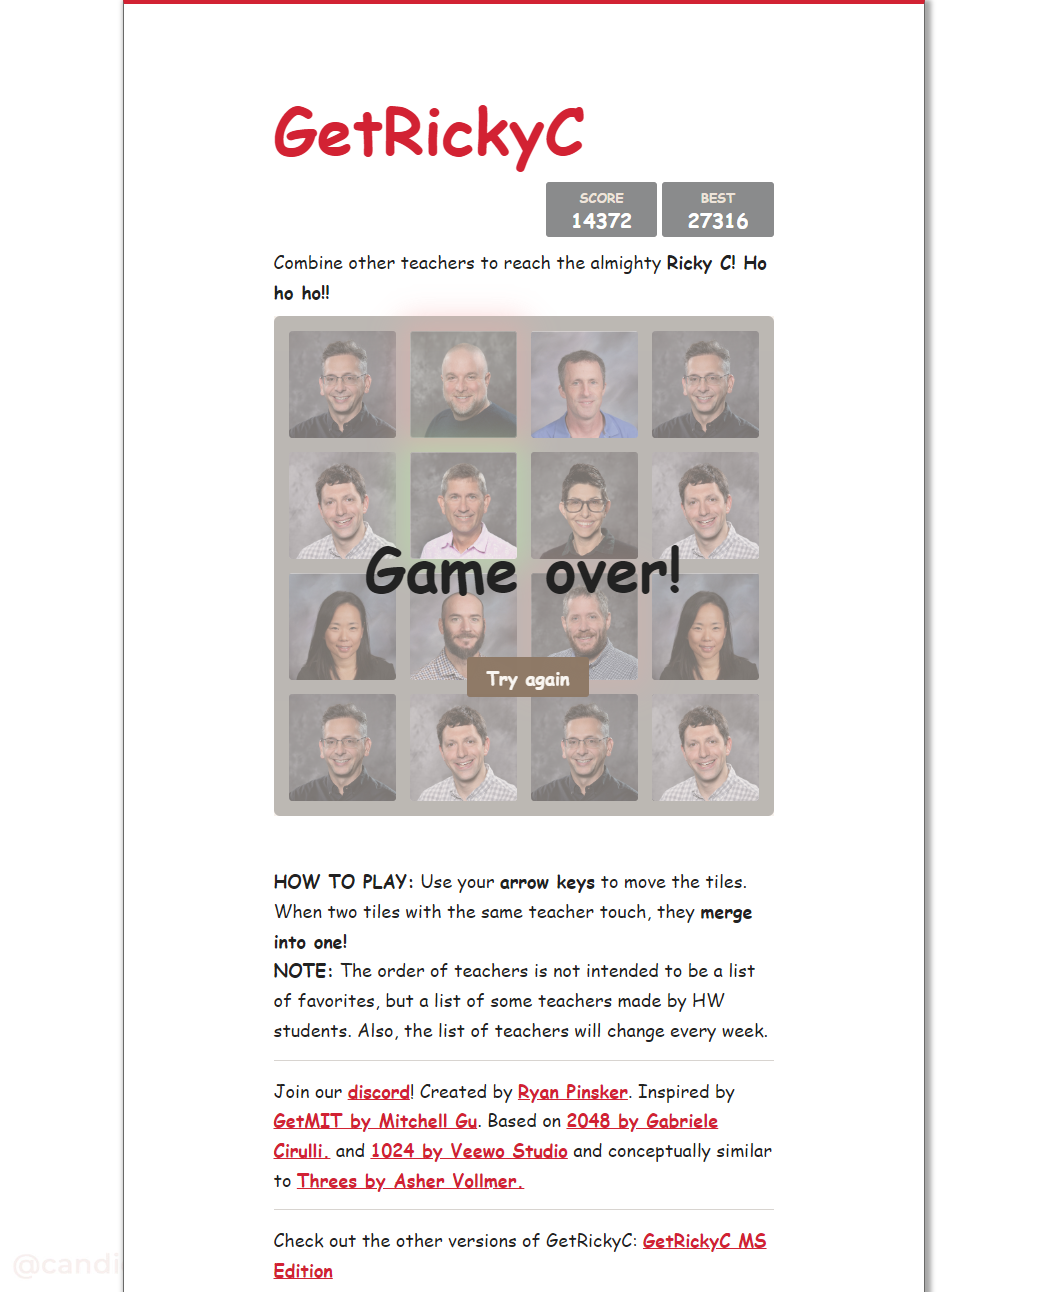 GetRickyC
SCORE
14372
BEST
27316
Combine other teachers to reach the almighty Ricky C! Ho
ho ho!!
Game over!
Try again
HOW TO PLAY: Use your arrow keys to move the tiles.
When two tiles with the same teacher touch, they merge
into one!
NOTE: The order of teachers is not intended to be a list
of favorites, but a list of some teachers made by HW
students. Also, the list of teachers will change every week.
Join our discord! Created by Ryan Pinsker. Inspired by
GetMIT by Mitchell Gu. Based on 2048 by Gabriele
Cirulli. and 1024 by Veewo Studio and conceptually similar
to Threes by Asher Vollmer.
Check out the other versions of GetRickyC: GetRickyC MS
Edition